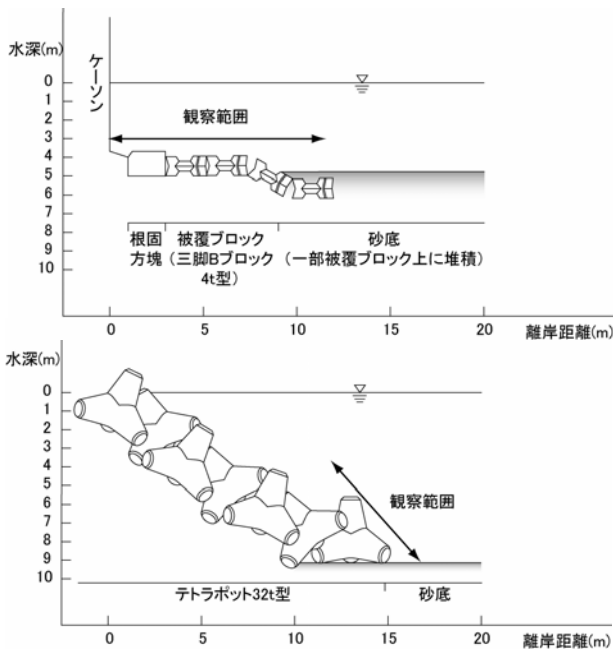 水深(m)
ケーソン
0
1
2
3
4
5
6
7
8
9
10
観察範囲
根固 被覆ブロック 砂底
方塊 (三脚Bブロック (一部被覆ブロック上に堆積)
4t型)
0 5 10 15 20 離岸距離(m)
水深(m)
0
1
2
3
4
5
6
7
8
9
10
観察範囲
テトラポット32t型 砂底
0 5 10 15 20 離岸距離(m)